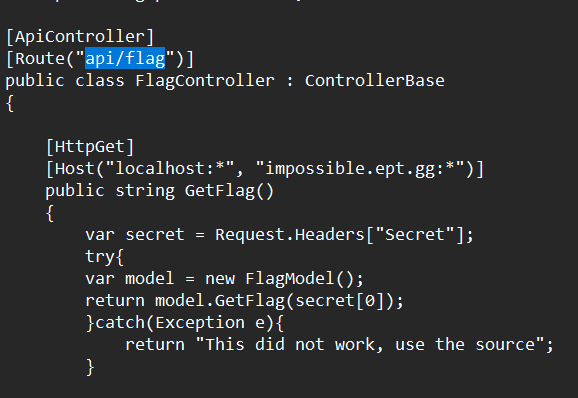 [ApiController]
[Route("api/flag")]
public class FlagController : ControllerBase
{
[HttpGet]
[Host("localhost:*", "impossible.ept.gg:*")]
public string GetFlag()
{
var secret = Request.Headers["Secret"];
try{
var model = new FlagModel();
return model.GetFlag(secret[0]);
}catch(Exception e){
return "This did not work, use the source";
}